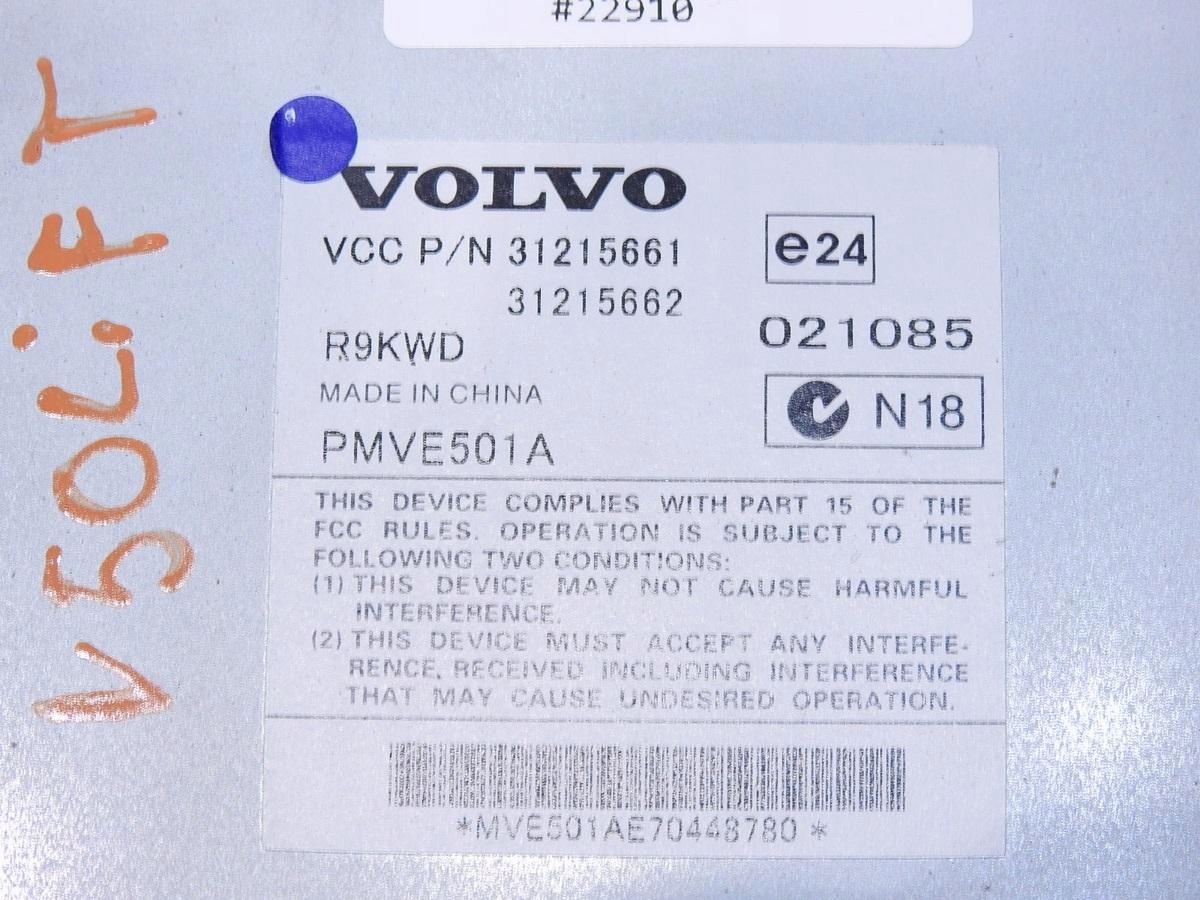 #22910
VOLVO
VCC P/N 31215661
31215662
R9KWD
MADE IN CHINA
PMVE501A
e24
021085
N18
THIS DEVICE COMPLIES WITH PART 15 OF THE
FCC RULES. OPERATION IS SUBJECT TO THE
FOLLOWING TWO CONDITIONS:
(1) THIS DEVICE MAY NOT CAUSE HARMFUL
INTERFERENCE.
(2) THIS DEVICE MUST ACCEPT ANY INTERFE-
RENCE, RECEIVED INCLUDING INTERFERENCE
THAT MAY CAUSE UNDESIRED OPERATION.
*MVE501AE70448780*
V50LiFT